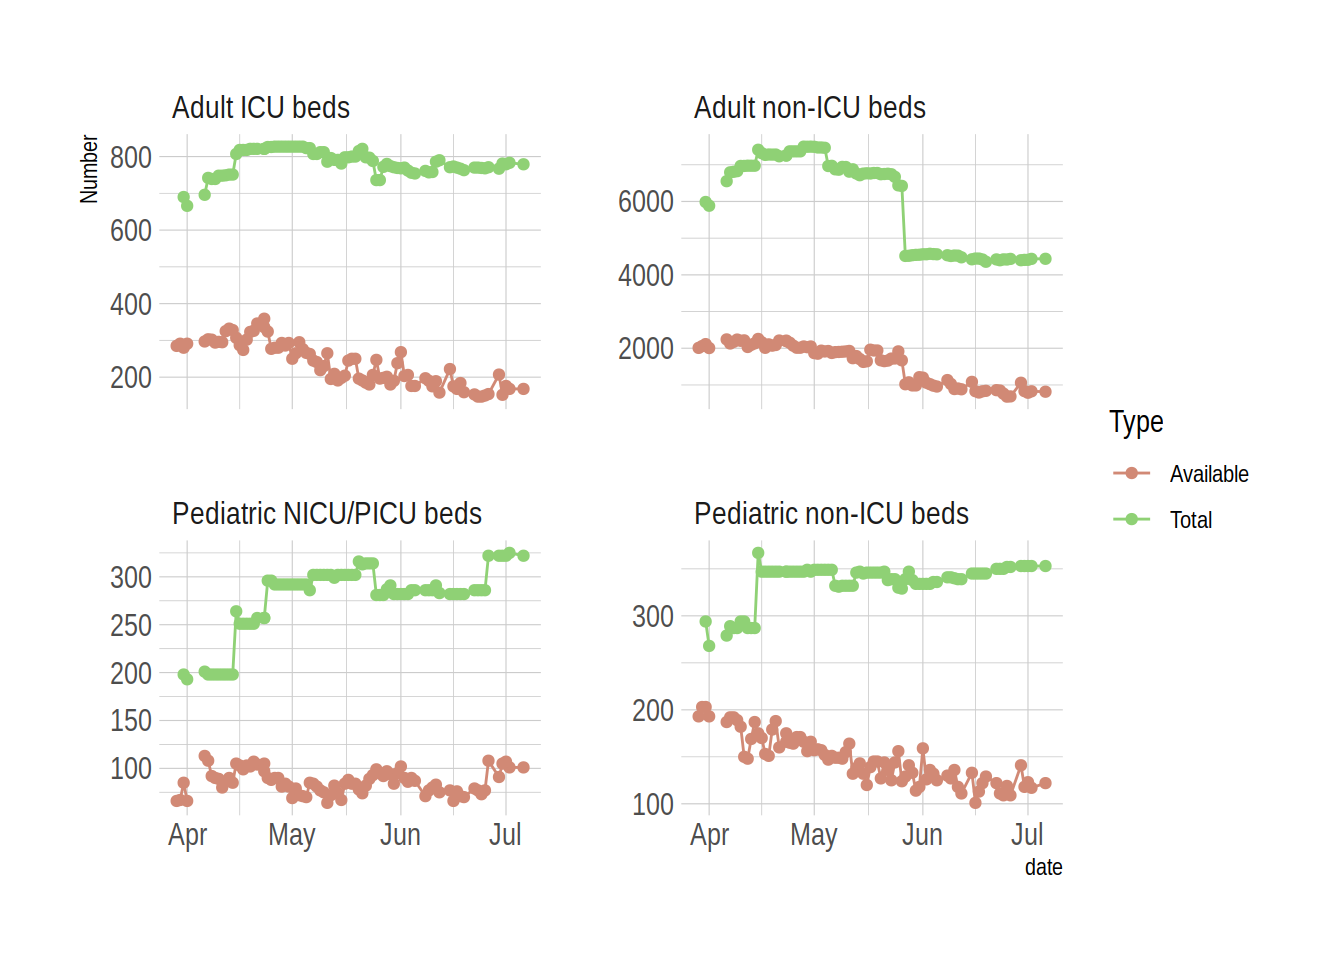 Adult ICU beds
Adult non-ICU beds
Number
800
600
400
200
6000
4000
2000
Type
Available
Total
Pediatric NICU/PICU beds
Pediatric non-ICU beds
300
250
200
150
100
300
200
100
Apr May Jun Jul
Apr May Jun Jul
date